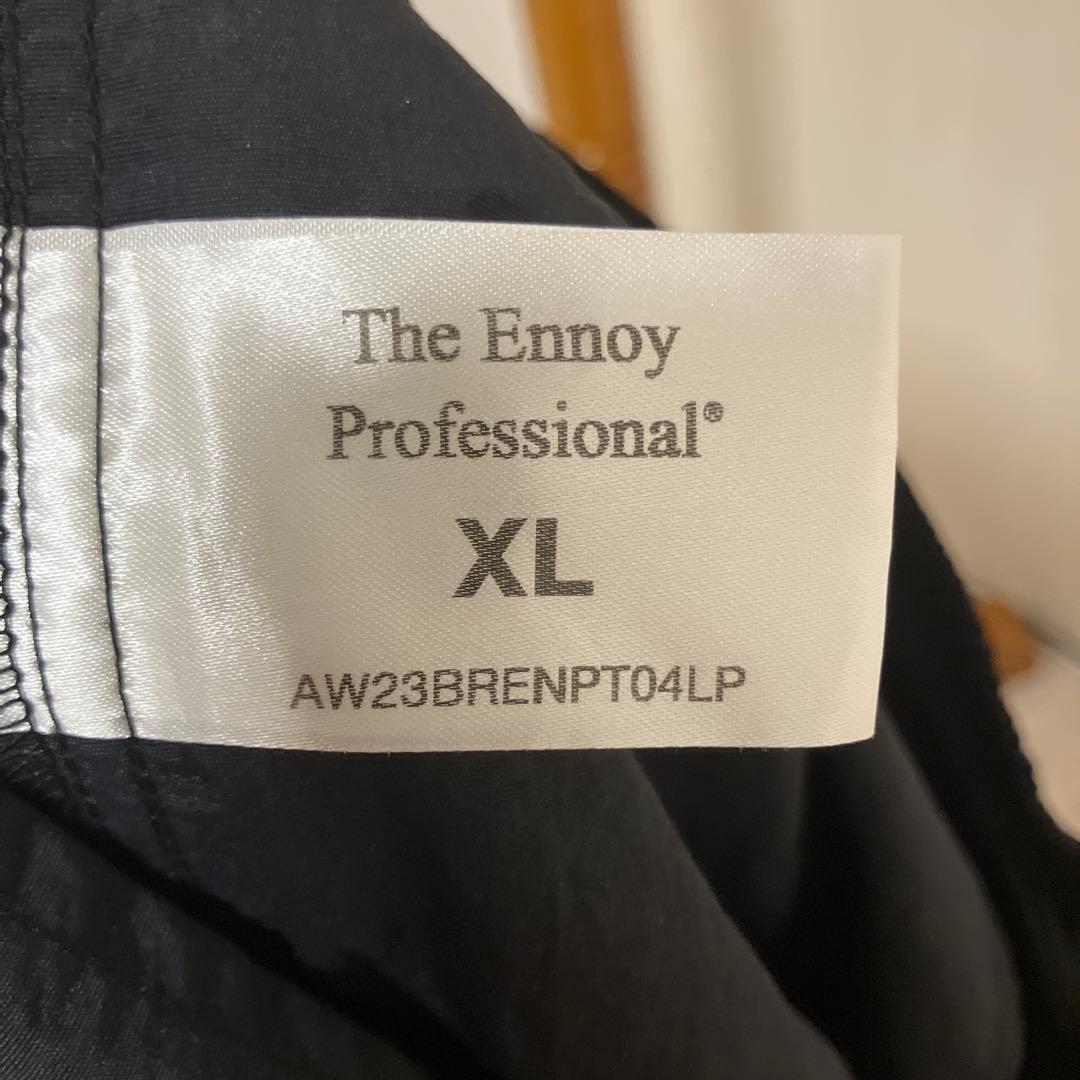 The Ennoy
Professional®
XL
AW23BRENPT04LP